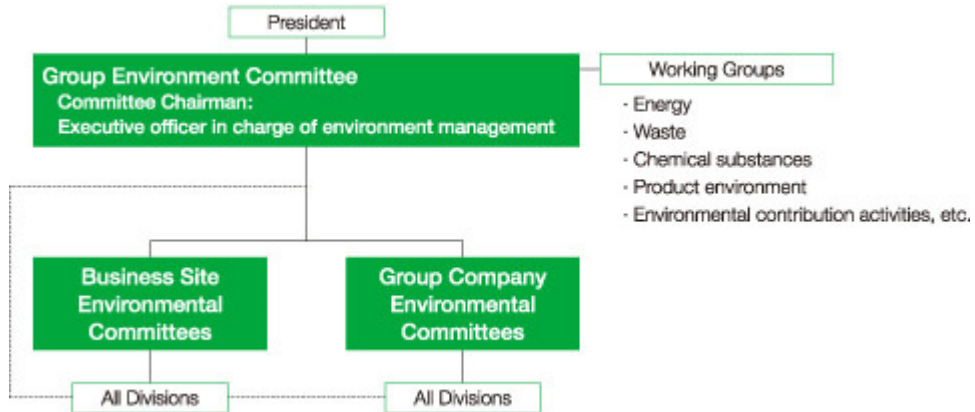 President
Group Environment Committee
Committee Chairman:
Executive officer in charge of environment management
Working Groups
- Energy
- Waste
- Chemical substances
- Product environment
- Environmental contribution activities, etc.
Business Site
Environmental
Committees
Group Company
Environmental
Committees
All Divisions
All Divisions